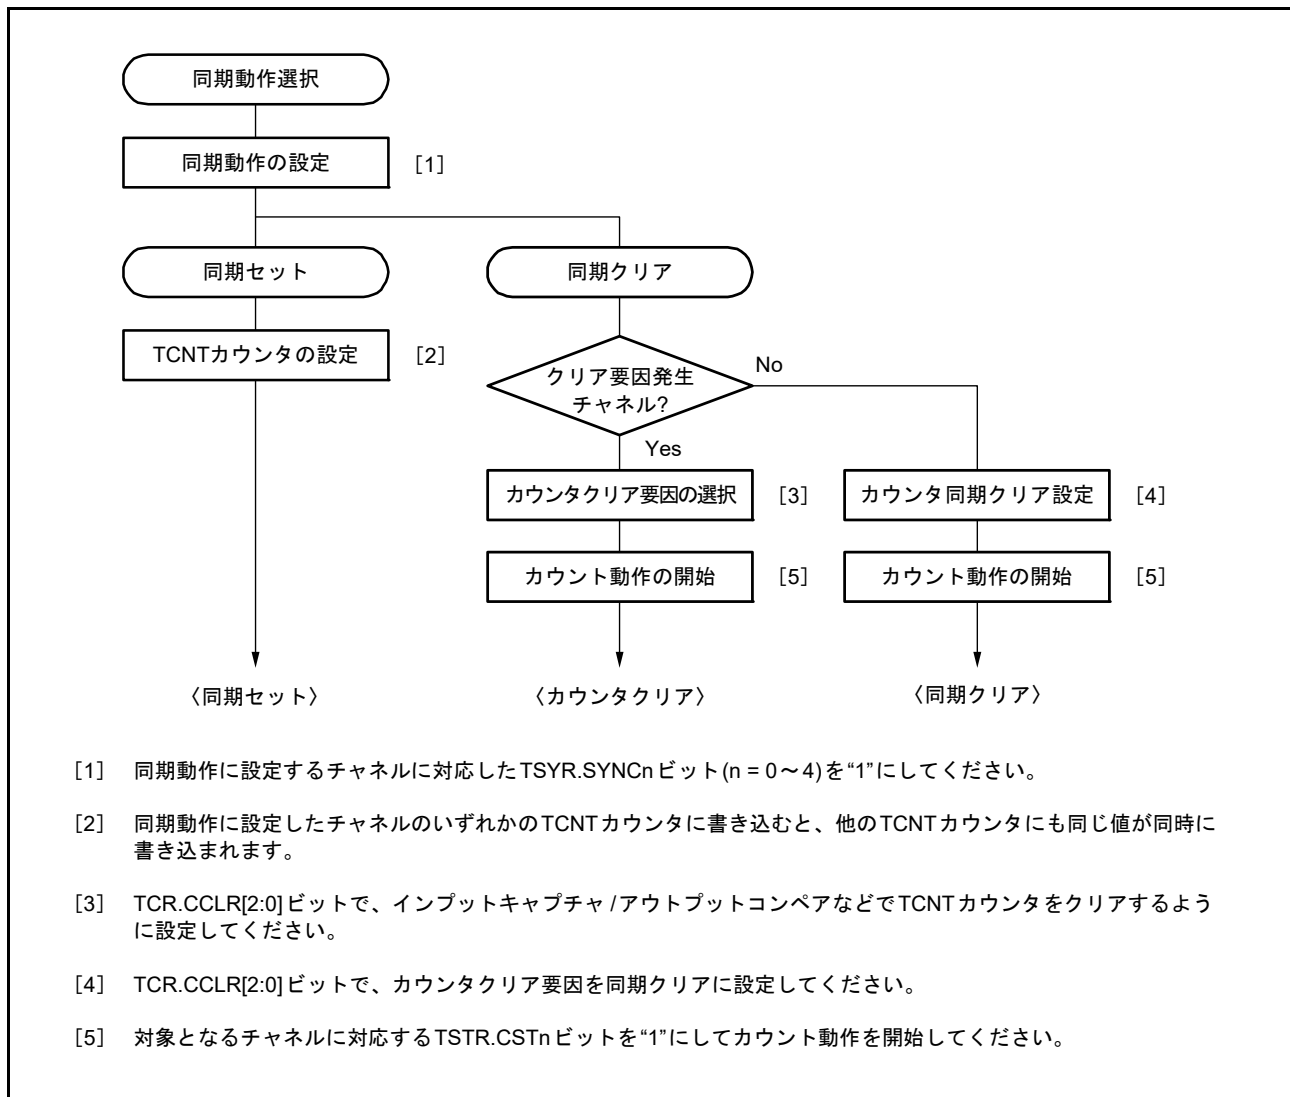 同期動作選択
同期動作の設定 [1]
同期セット 同期クリア
TCNTカウンタの設定 [2]
クリア要因発生
チャネル?
No
Yes
カウンタクリア要因の選択 [3] カウンタ同期クリア設定 [4]
カウント動作の開始 [5] カウント動作の開始 [5]
〈同期セット〉 〈カウンタクリア〉 〈同期クリア〉
[1] 同期動作に設定するチャネルに対応したTSYR.SYNCnビット(n = 0～4)を“1”にしてください。
[2] 同期動作に設定したチャネルのいずれかのTCNTカウンタに書き込むと、他のTCNTカウンタにも同じ値が同時に
書き込まれます。
[3] TCR.CCLR[2:0]ビットで、インプットキャプチャ/アウトプットコンペアなどでTCNTカウンタをクリアするよう
に設定してください。
[4] TCR.CCLR[2:0]ビットで、カウンタクリア要因を同期クリアに設定してください。
[5] 対象となるチャネルに対応するTSTR.CSTnビットを“1”にしてカウント動作を開始してください。